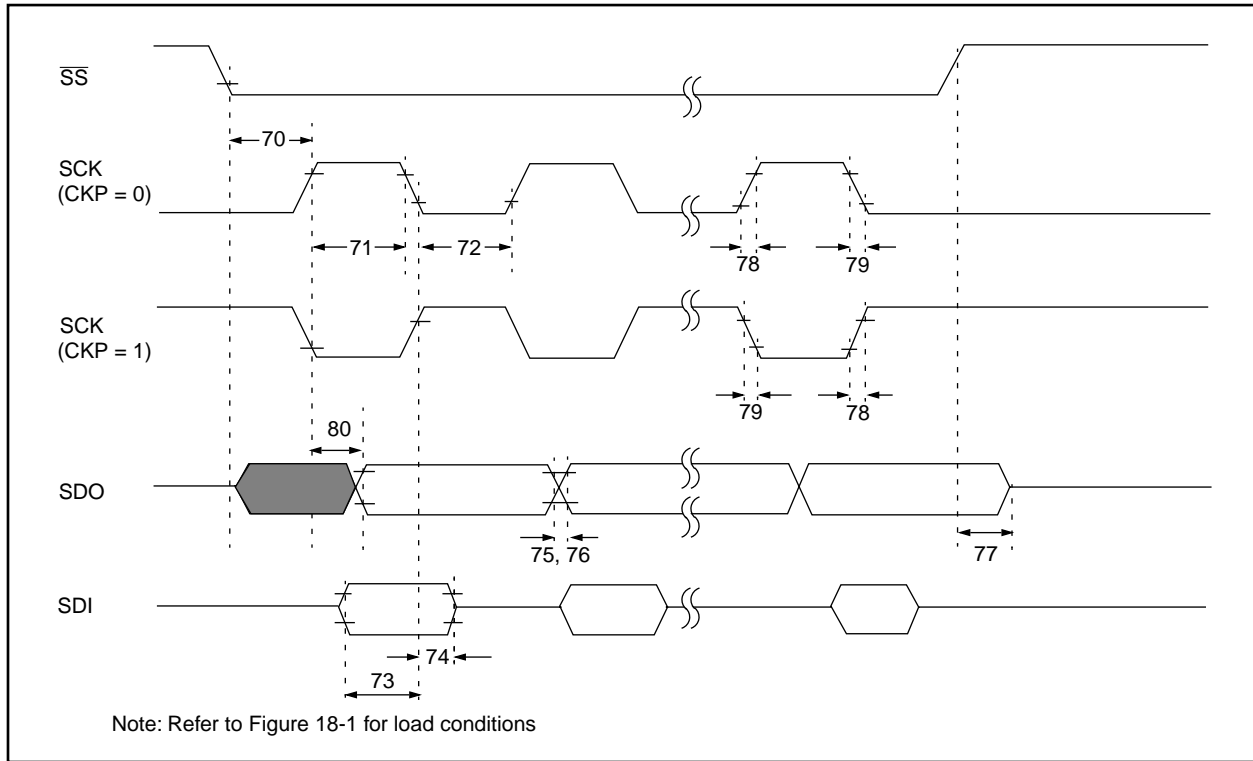 SS
70
SCK
(CKP = 0)
71
72
78
79
SCK
(CKP = 1)
79
78
80
SDO
75, 76
77
SDI
74
73
Note: Refer to Figure 18-1 for load conditions